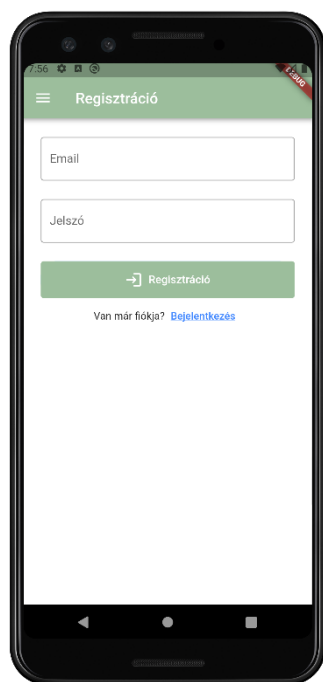 7:56
DEBUG
Regisztráció
Email
Jelszó
Regisztráció
Van már fiókja? Bejelentkezés